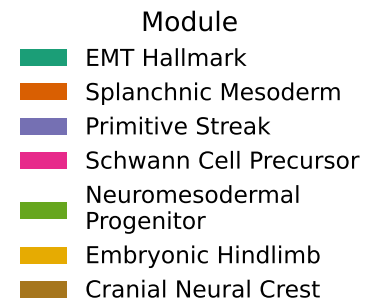 Module
EMT Hallmark
Splanchnic Mesoderm
Primitive Streak
Schwann Cell Precursor
Neuromesodermal
Progenitor
Embryonic Hindlimb
Cranial Neural Crest